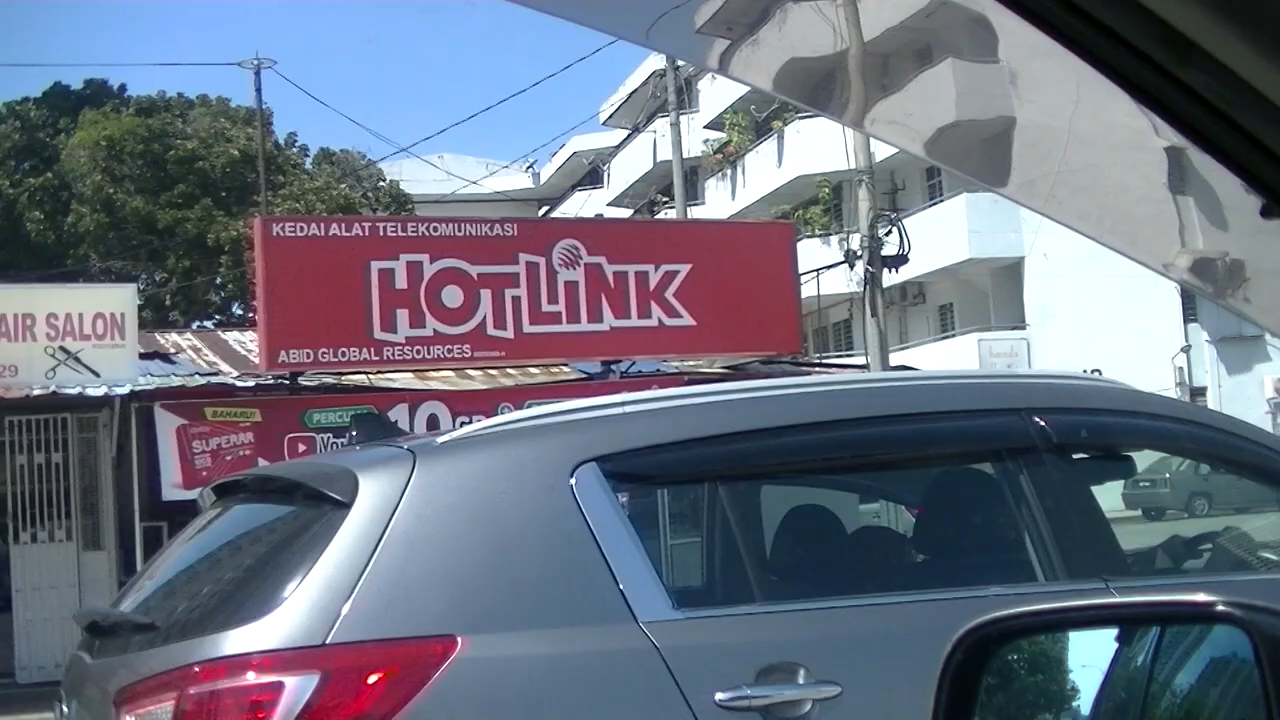 KEDAI ALAT TELEKOMUNIKASI
HOTLiNK
ABID GLOBAL RESOURCES
AIR SALON
29
BAHARU!
SUPERRR
PERCUMA
10